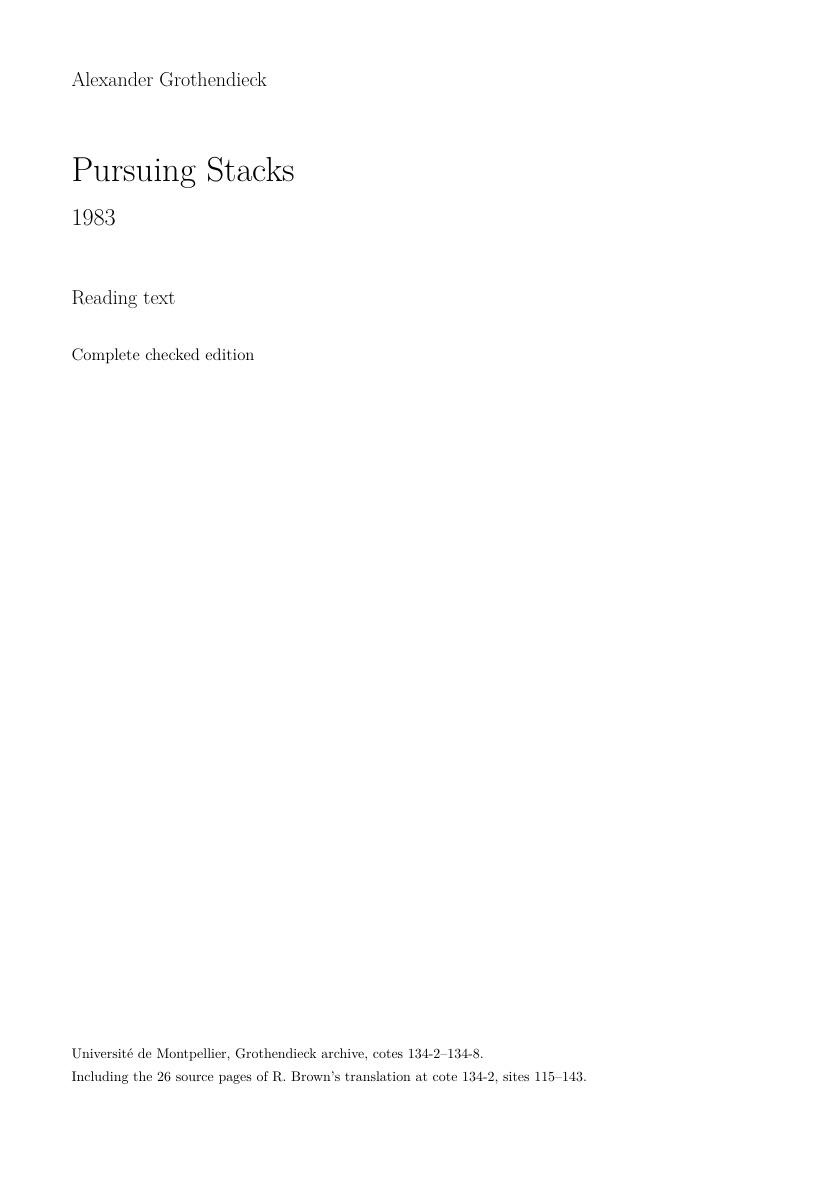 Alexander Grothendieck
Pursuing Stacks
1983
Reading text
Complete checked edition
Université de Montpellier, Grothendieck archive, cotes 134-2–134-8.
Including the 26 source pages of R. Brown's translation at cote 134-2, sites 115–143.